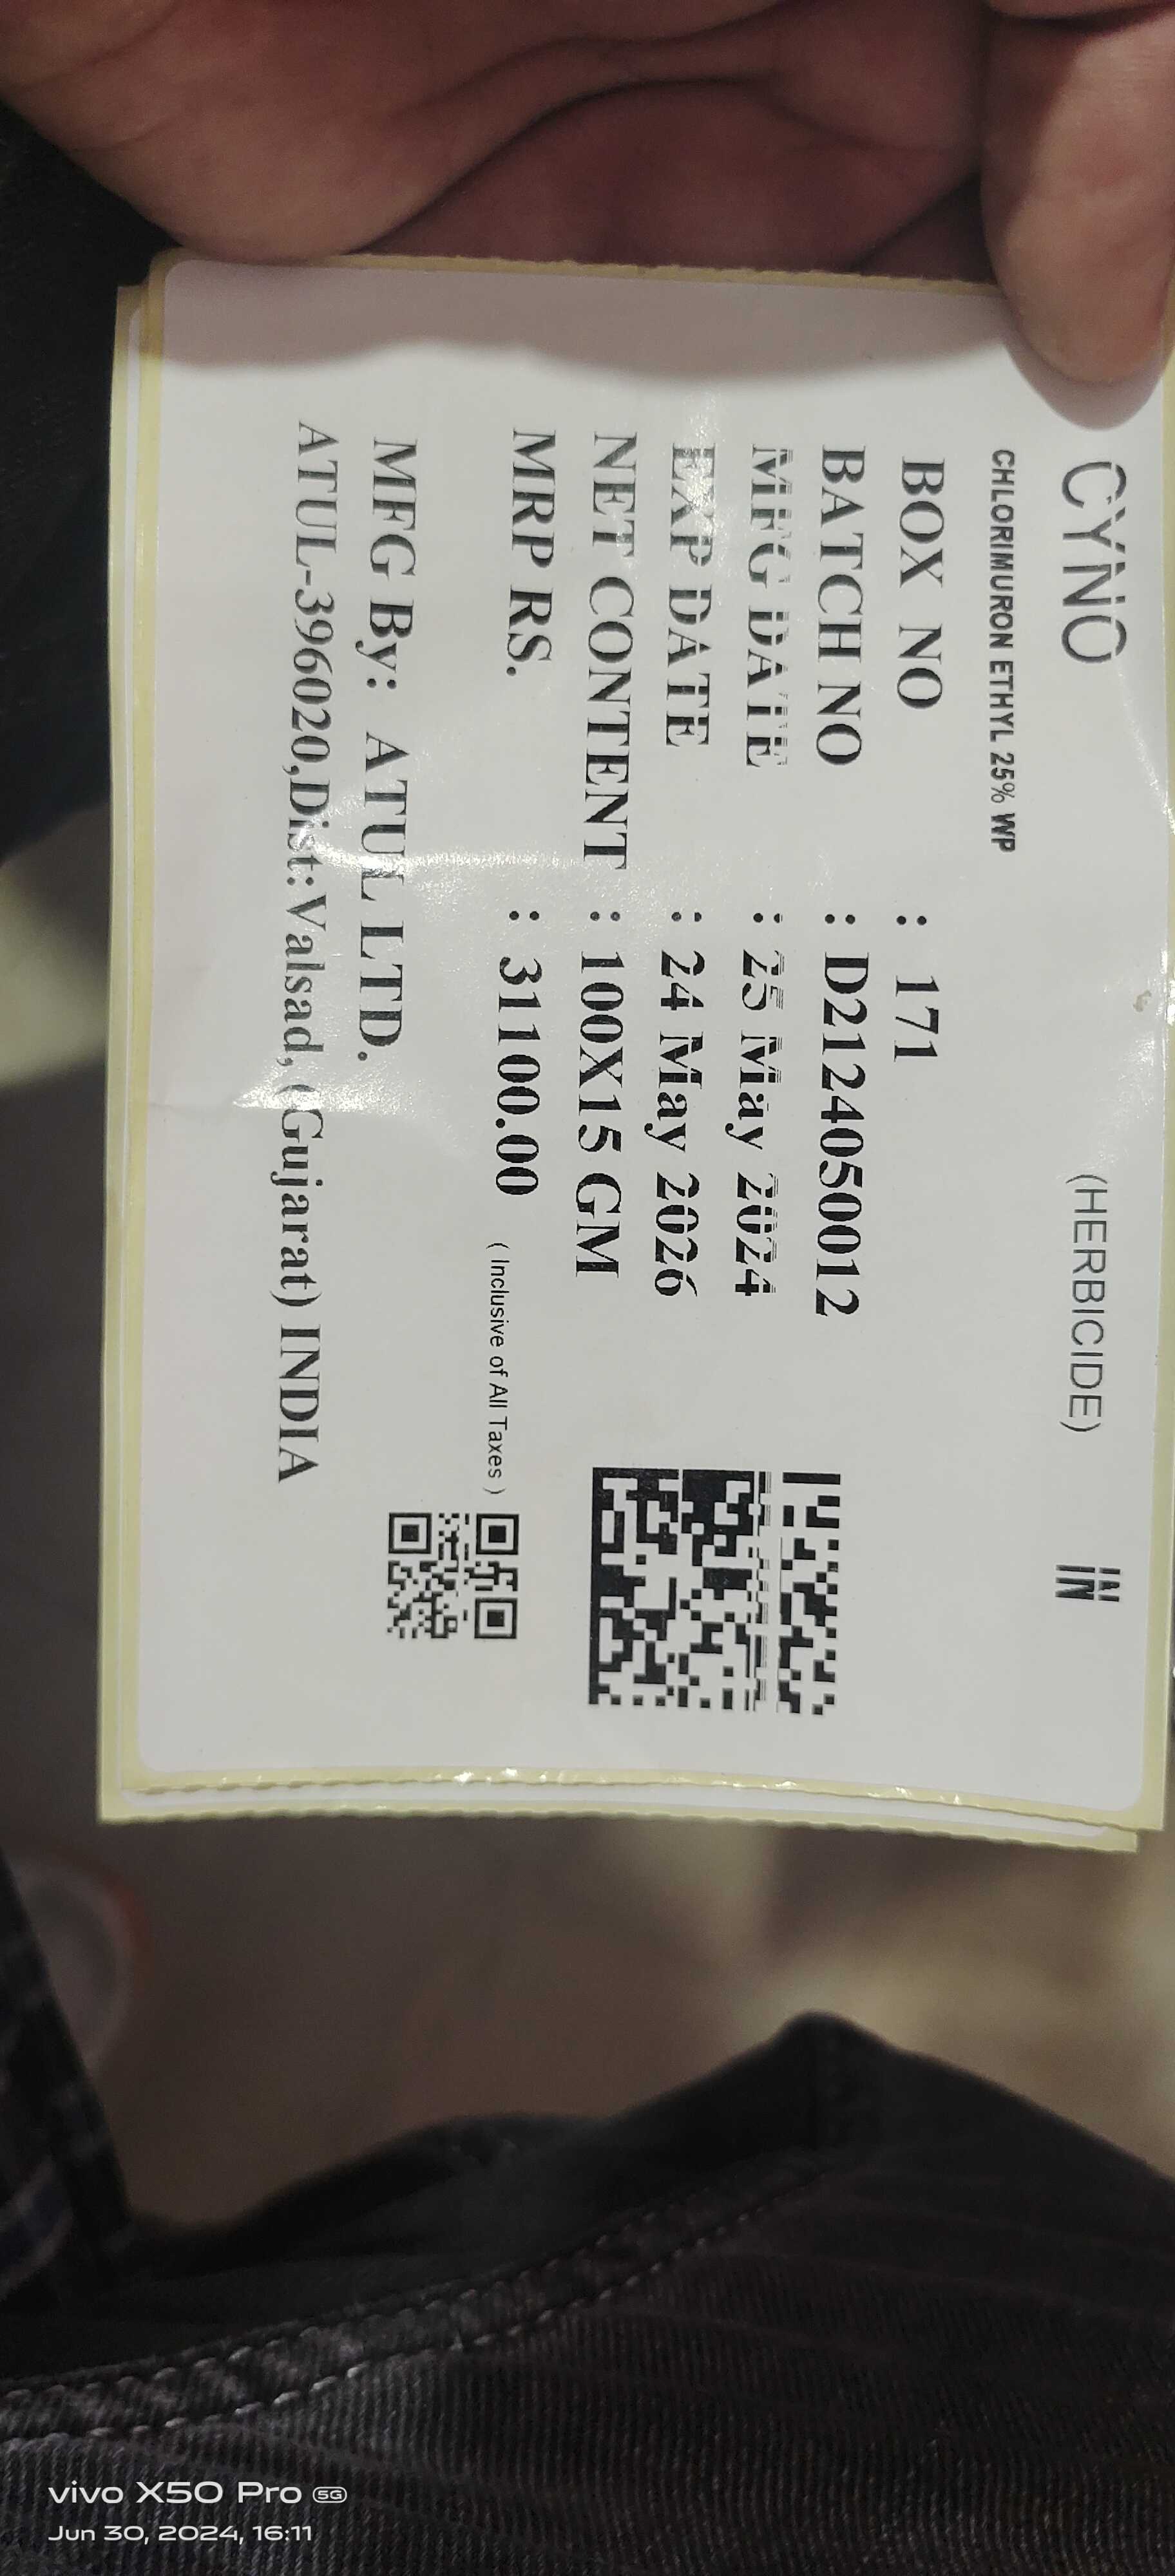 CYNO (HERBICIDE) IN
CHLORIMURON ETHYL 25% WP
BOX NO : 171
BATCH NO : D2124050012
MFG DATE : 25 May 2024
EXP DATE : 24 May 2026
NET CONTENT : 100X15 GM
MRP RS. : 31100.00 ( Inclusive of All Taxes )
MFG By: ATUL LTD.
ATUL-396020,Dist:Valsad, (Gujarat) INDIA
vivo X50 Pro 5G
Jun 30, 2024, 16:11